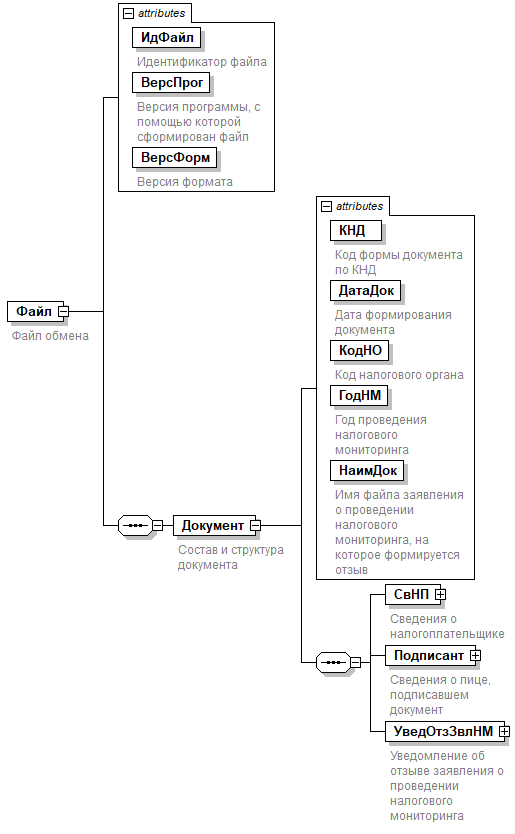 attributes
ИдФайл
Идентификатор файла
ВерсПрог
Версия программы, с
помощью которой
сформирован файл
ВерсФорм
Версия формата
attributes
КНД
Код формы документа
по КНД
ДатаДок
Дата формирования
документа
КодНО
Код налогового органа
ГодНМ
Год проведения
налогового
мониторинга
НаимДок
Имя файла заявления
о проведении
налогового
мониторинга, на
которое формируется
отзыв
Файл
Файл обмена
Документ
Состав и структура
документа
СвНП
Сведения о
налогоплательщике
Подписант
Сведения о лице,
подписавшем
документ
УведОтзЗвлНМ
Уведомление об
отзыве заявления о
проведении
налогового
мониторинга